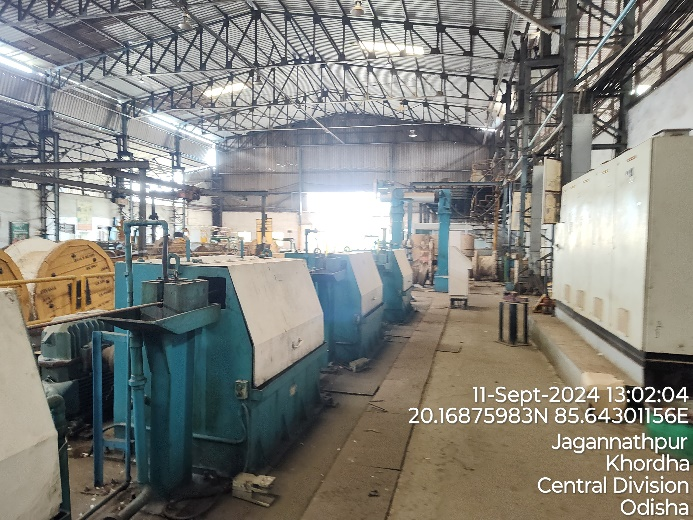 11-Sept-2024 13:02:04
20.16875983N 85.64301156E
Jagannathpur
Khordha
Central Division
Odisha